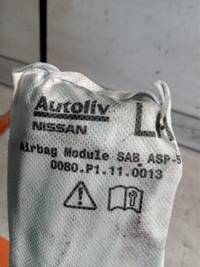 Autoliv
NISSAN
Airbag Module SAB ASP-5
0080.P1.11.0013